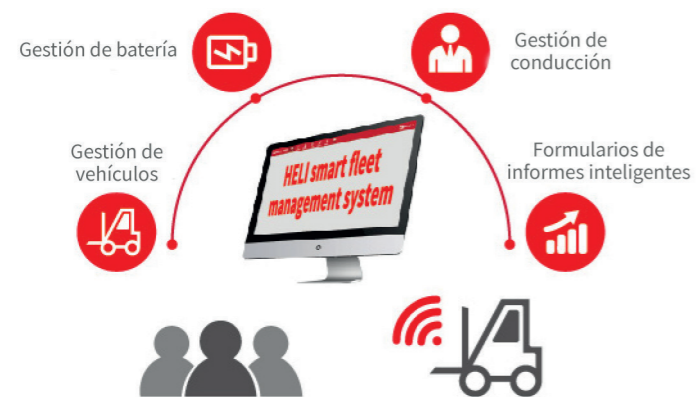 Gestión de batería
Gestión de
conducción
Gestión de
vehículos
HELI smart fleet
management system
Formularios de
informes inteligentes